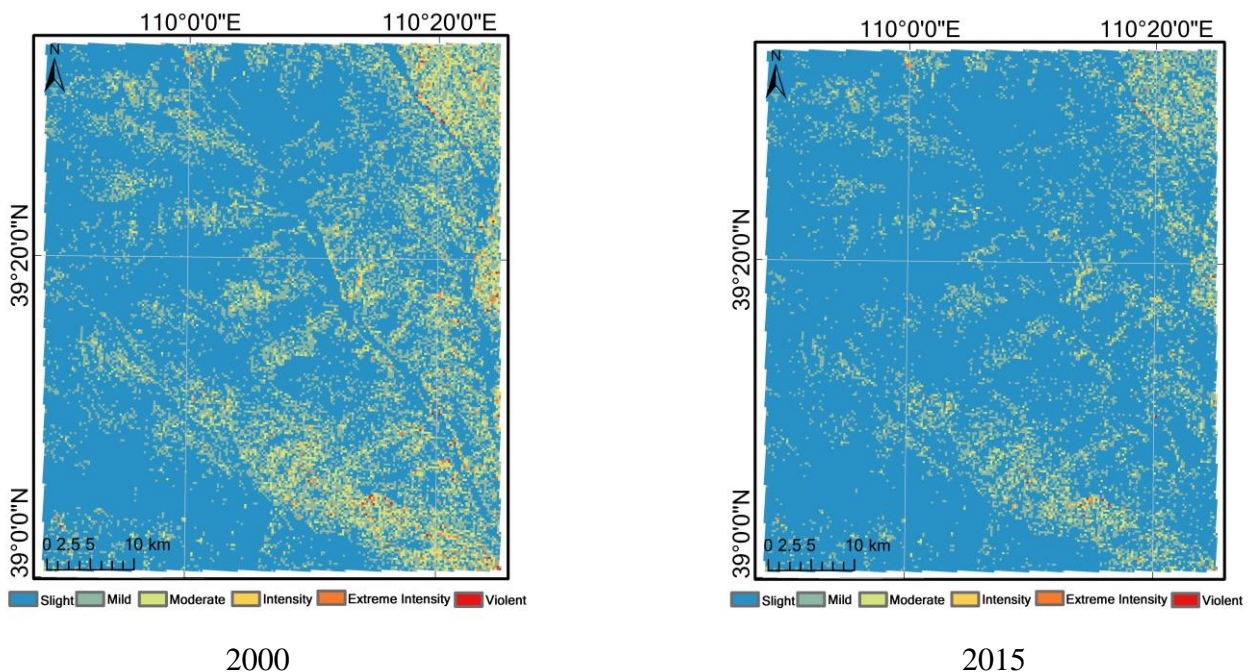 110°0'0"E 110°20'0"E
N
39°20'0"N
39°0'0"N
0 2.5 5 10 km
Slight Mild Moderate Intensity Extreme Intensity Violent
2000
110°0'0"E 110°20'0"E
N
39°20'0"N
39°0'0"N
0 2.5 5 10 km
Slight Mild Moderate Intensity Extreme Intensity Violent
2015